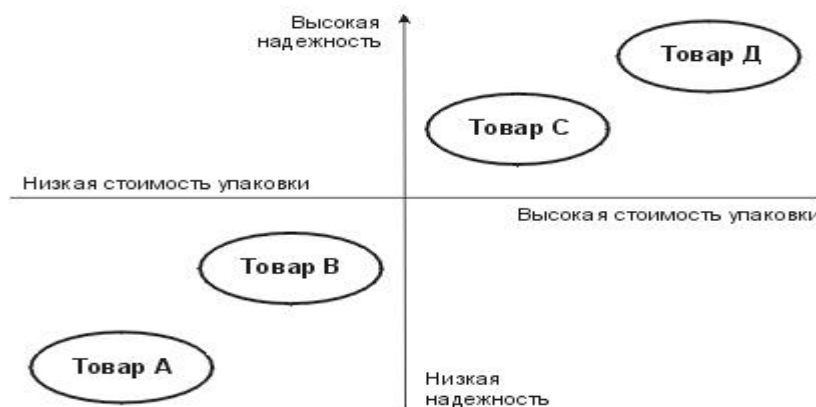 Высокая
надежность
Товар Д
Товар С
Низкая стоимость упаковки
Высокая стоимость упаковки
Товар В
Товар А
Низкая
надежность